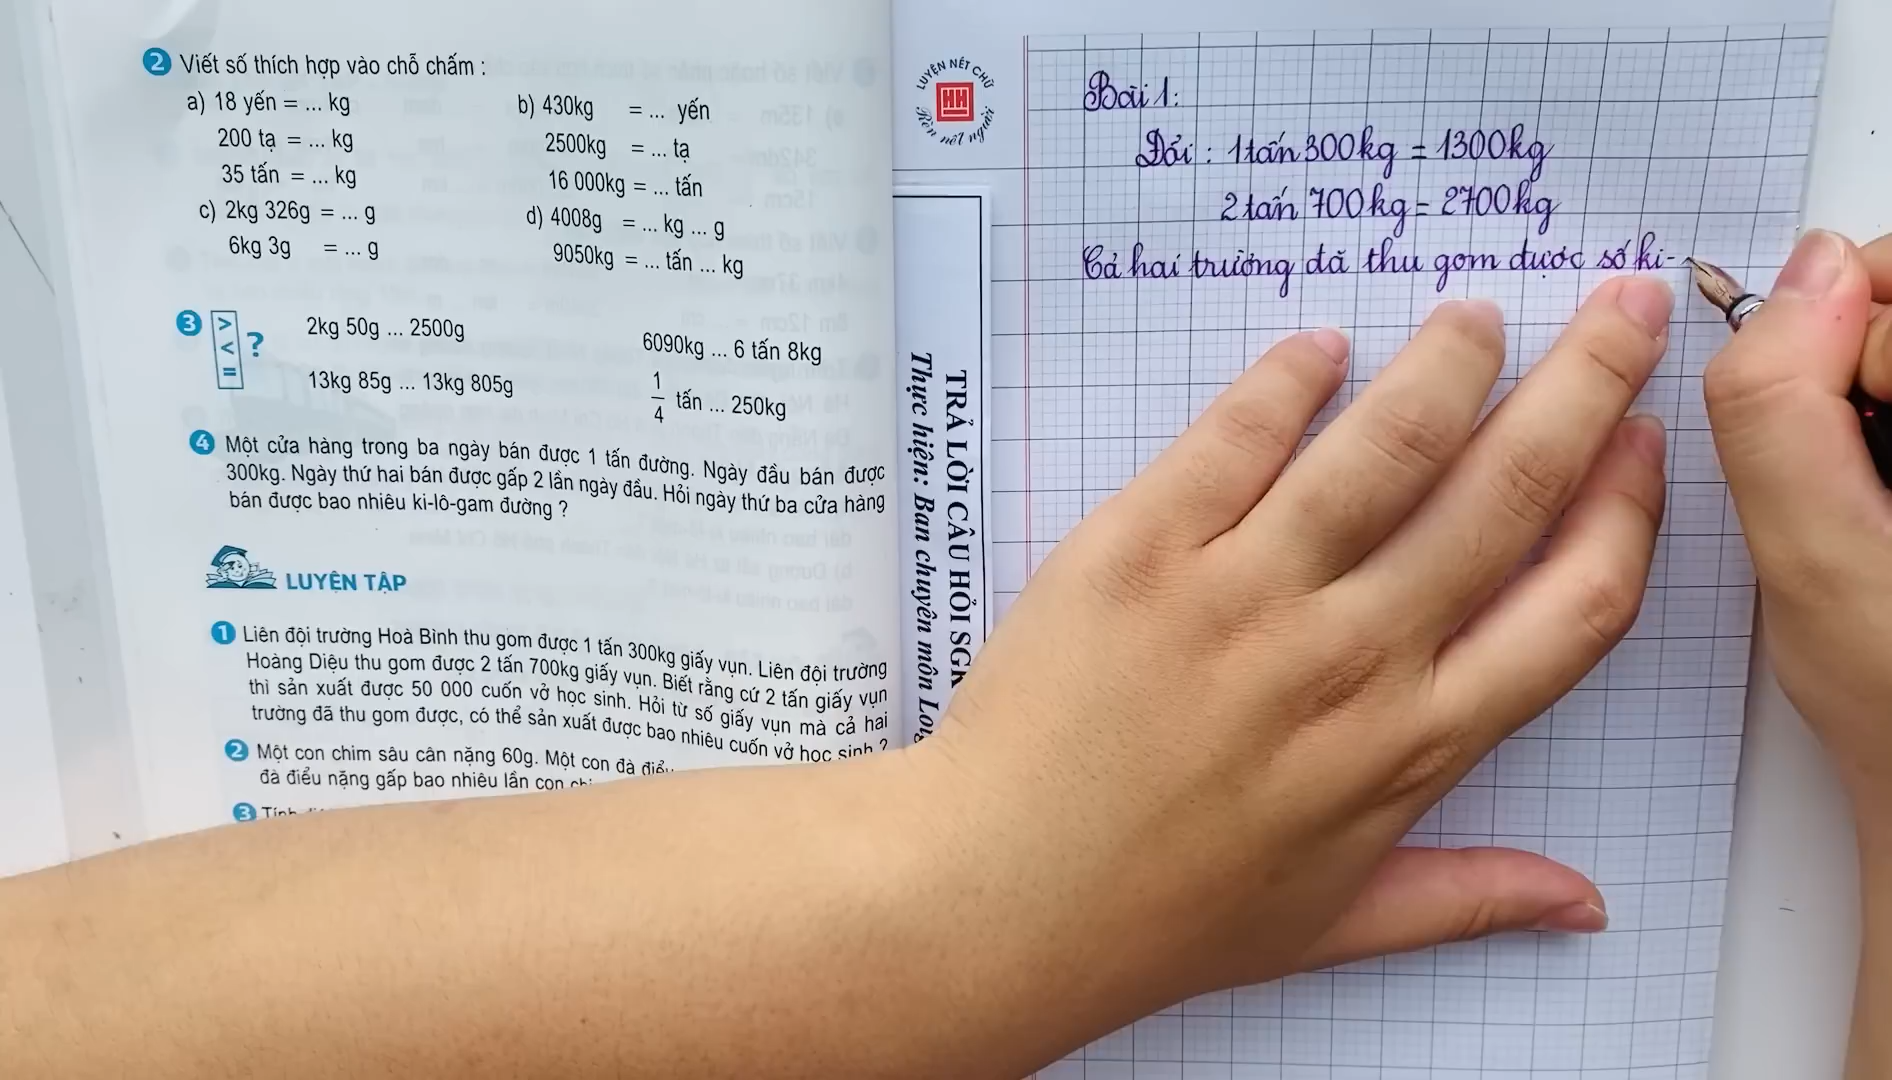 2 Viết số thích hợp vào chỗ chấm :
a) 18 yến = ... kg
200 tạ = ... kg
35 tấn = ... kg
b) 430kg = ... yến
2500kg = ... tạ
16 000kg = ... tấn
c) 2kg 326g = ... g
6kg 3g = ... g
d) 4008g = ... kg ... g
9050kg = ... tấn ... kg
3 > < = ?
2kg 50g ... 2500g
13kg 85g ... 13kg 805g
6090kg ... 6 tấn 8kg
1/4 tấn ... 250kg
4 Một cửa hàng trong ba ngày bán được 1 tấn đường. Ngày đầu bán được
300kg. Ngày thứ hai bán được gấp 2 lần ngày đầu. Hỏi ngày thứ ba cửa hàng
bán được bao nhiêu ki-lô-gam đường ?
LUYỆN TẬP
1 Liên đội trường Hoà Bình thu gom được 1 tấn 300kg giấy vụn. Liên đội trường
Hoàng Diệu thu gom được 2 tấn 700kg giấy vụn. Biết rằng cứ 2 tấn giấy vụn
thì sản xuất được 50 000 cuốn vở học sinh. Hỏi từ số giấy vụn mà cả hai
trường đã thu gom được, có thể sản xuất được bao nhiêu cuốn vở học sinh ?
2 Một con chim sâu cân nặng 60g. Một con đà
đà điểu nặng gấp bao nhiêu lần con
3
LUYỆN NÉT CHỮ
HH
Rèn nết người
TRẢ LỜI CÂU HỎI SGK
Thực hiện: Ban chuyên môn
Bài 1:
Đổi : 1 tấn 300kg = 1300kg
2 tấn 700kg = 2700kg
Cả hai trường đã thu gom được số ki-